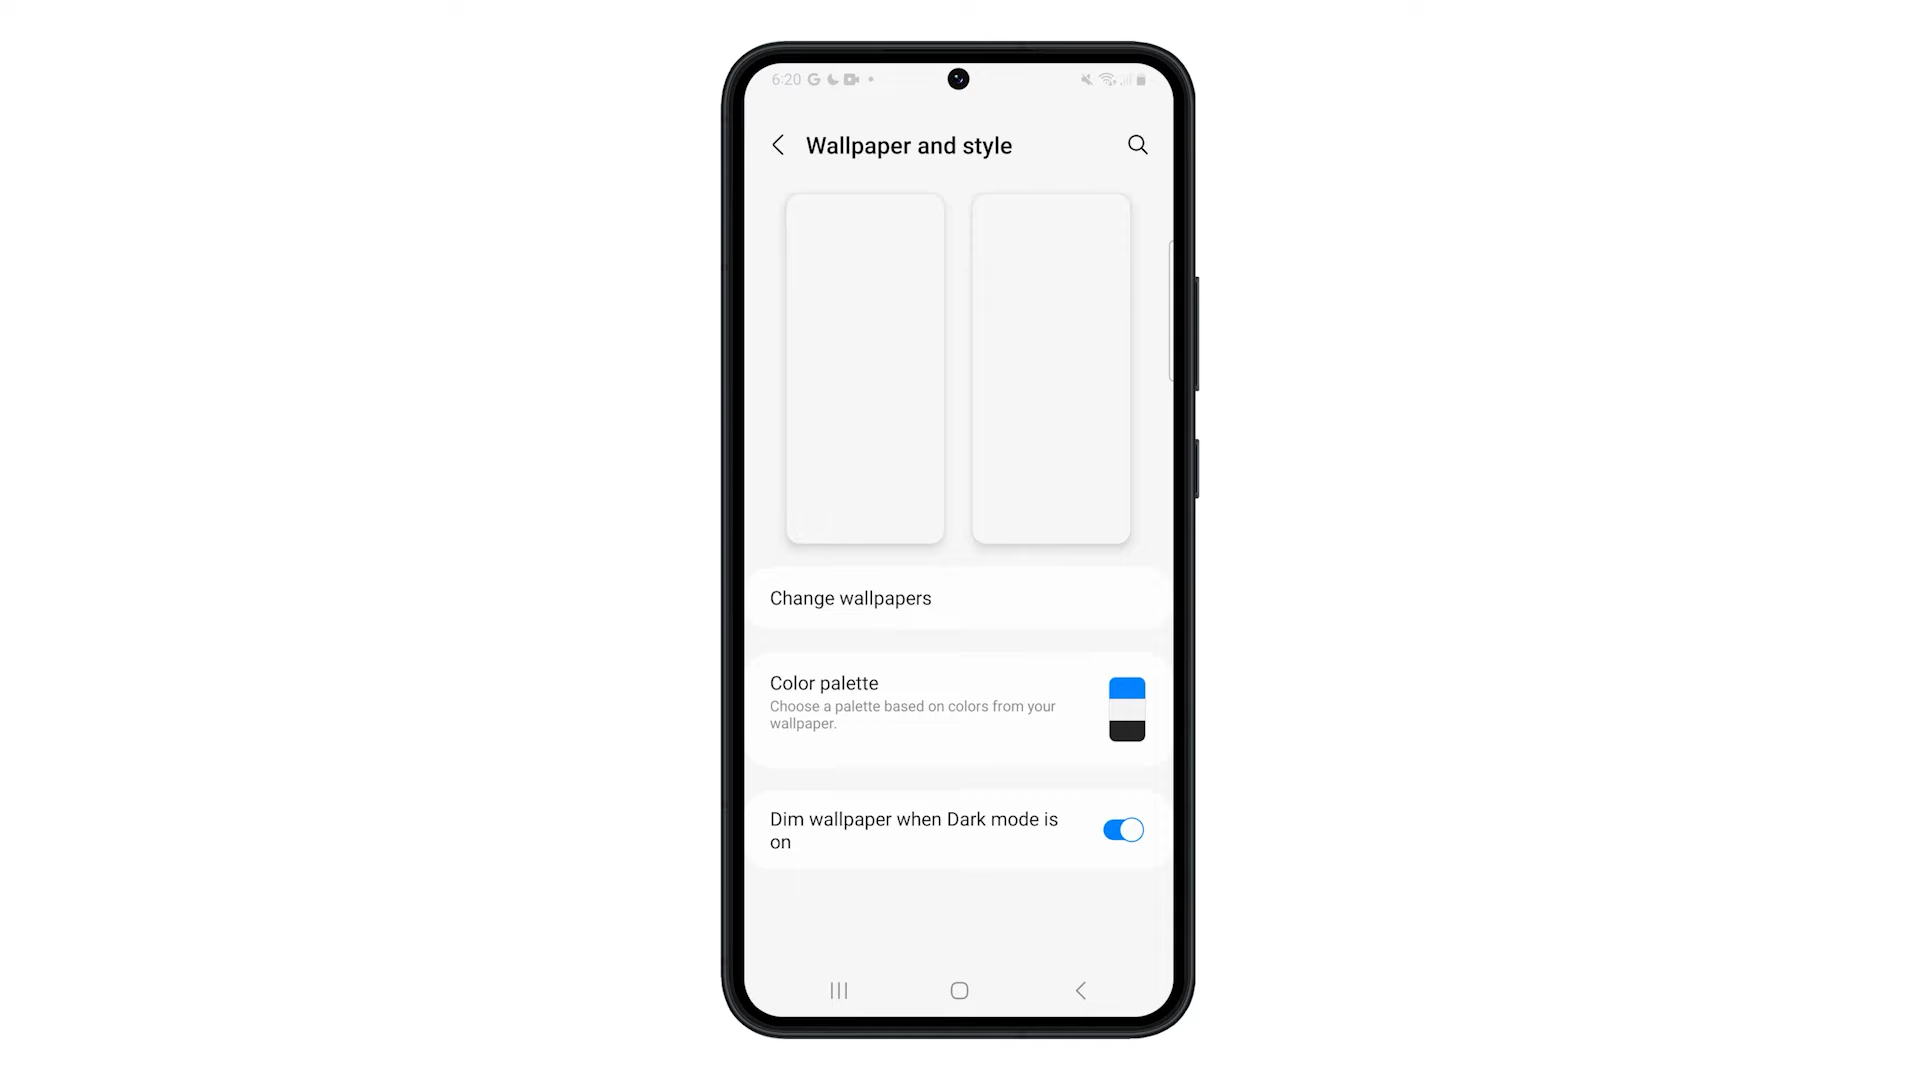 6:20
Wallpaper and style
Change wallpapers
Color palette
Choose a palette based on colors from your
wallpaper.
Dim wallpaper when Dark mode is
on